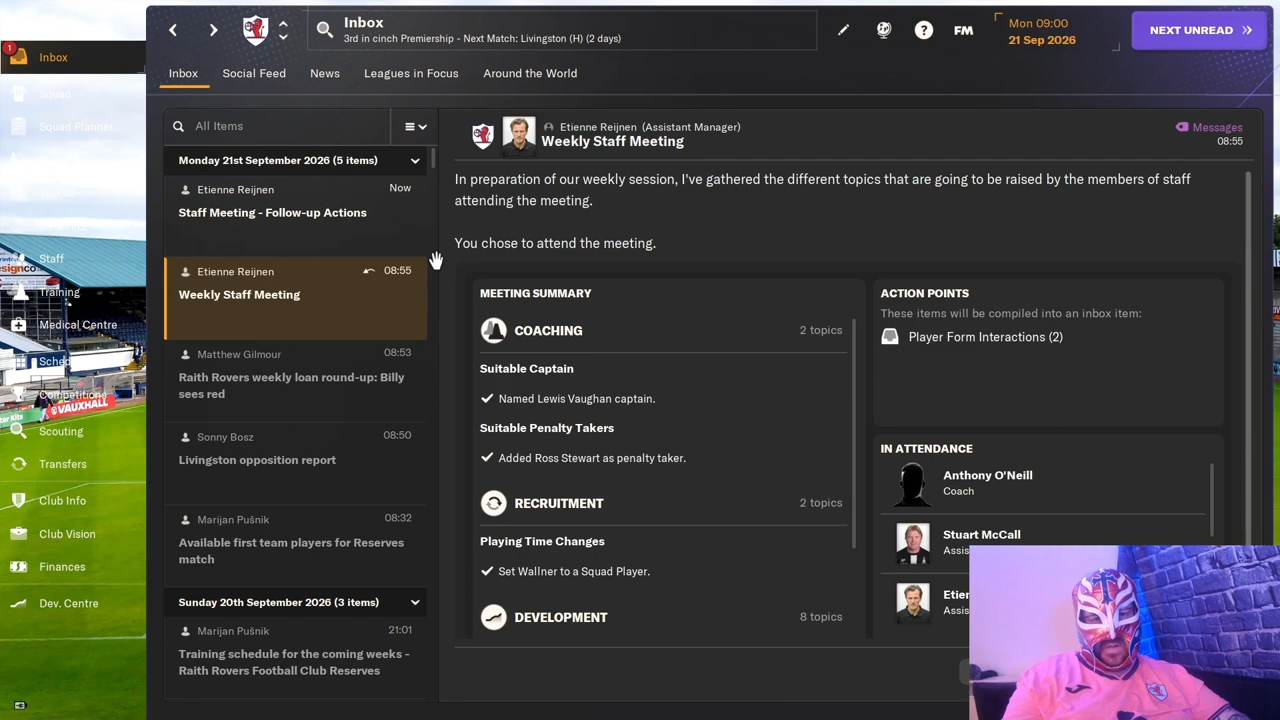 Inbox
3rd in cinch Premiership - Next Match: Livingston (H) (2 days)
FM
Mon 09:00
21 Sep 2026
NEXT UNREAD
1
Inbox
Squad
Squad Planner
Staff
Training
Medical Centre
Sched
Competitions
Scouting
Transfers
Club Info
Club Vision
Finances
Dev. Centre
VAUXHALL
Inbox
Social Feed
News
Leagues in Focus
Around the World
All Items
Monday 21st September 2026 (5 items)
Etienne Reijnen
Now
Staff Meeting - Follow-up Actions
Etienne Reijnen
08:55
Weekly Staff Meeting
Matthew Gilmour
08:53
Raith Rovers weekly loan round-up: Billy
sees red
Sonny Bosz
08:50
Livingston opposition report
Marijan Pušnik
08:32
Available first team players for Reserves
match
Sunday 20th September 2026 (3 items)
Marijan Pušnik
21:01
Training schedule for the coming weeks -
Raith Rovers Football Club Reserves
Etienne Reijnen (Assistant Manager)
Weekly Staff Meeting
Messages
08:55
In preparation of our weekly session, I've gathered the different topics that are going to be raised by the members of staff
attending the meeting.
You chose to attend the meeting.
MEETING SUMMARY
COACHING
2 topics
Suitable Captain
Named Lewis Vaughan captain.
Suitable Penalty Takers
Added Ross Stewart as penalty taker.
RECRUITMENT
2 topics
Playing Time Changes
Set Wallner to a Squad Player.
DEVELOPMENT
8 topics
ACTION POINTS
These items will be compiled into an inbox item:
Player Form Interactions (2)
IN ATTENDANCE
Anthony O'Neill
Coach
Stuart McCall
Assis
Etien
Assis